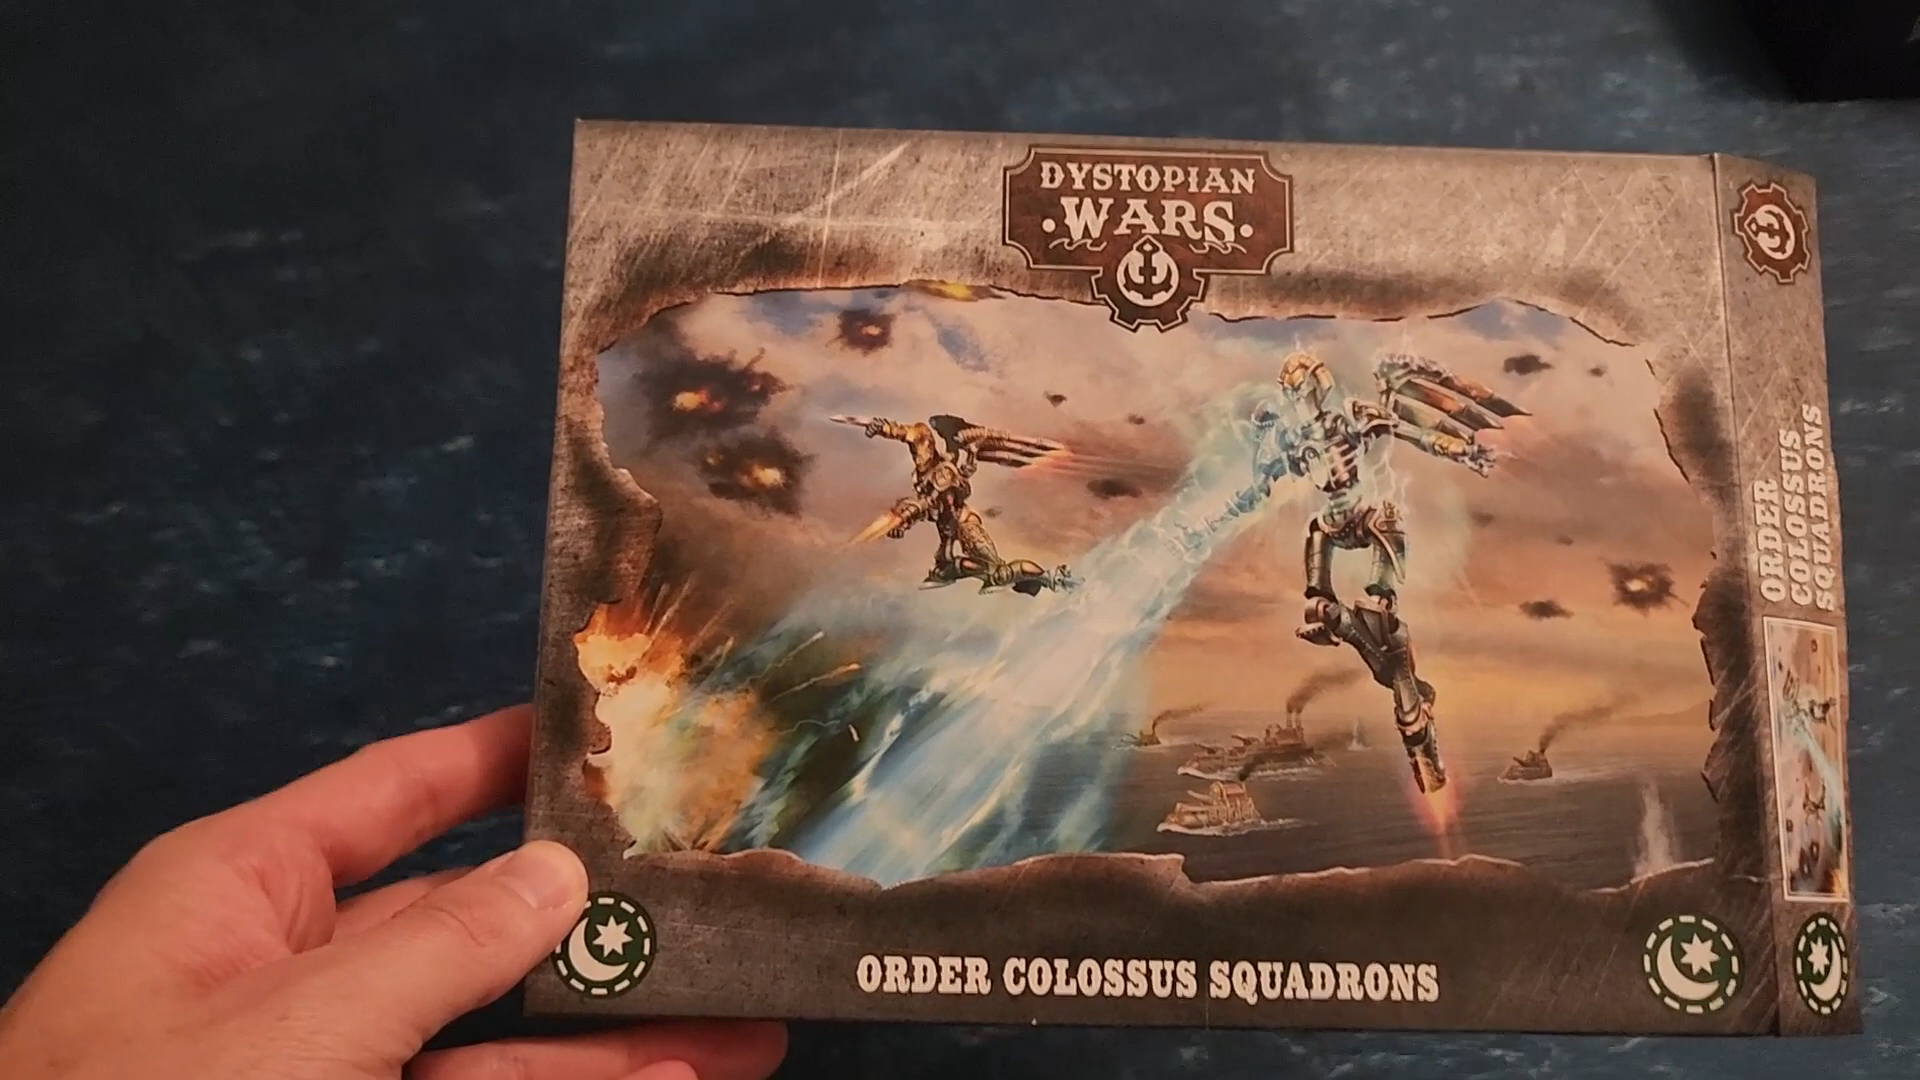 DYSTOPIAN
WARS
ORDER COLOSSUS SQUADRONS
ORDER
COLOSSUS
SQUADRONS